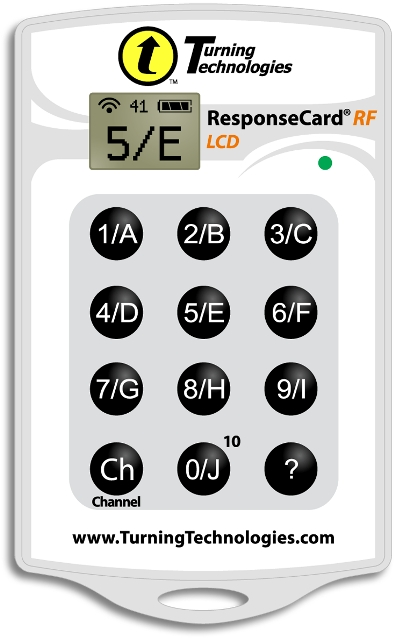 t
Turning
Technologies
TM
41
5/E
ResponseCard® RF
LCD
1/A 2/B 3/C
4/D 5/E 6/F
7/G 8/H 9/I
10
Ch 0/J ?
Channel
www.TurningTechnologies.com